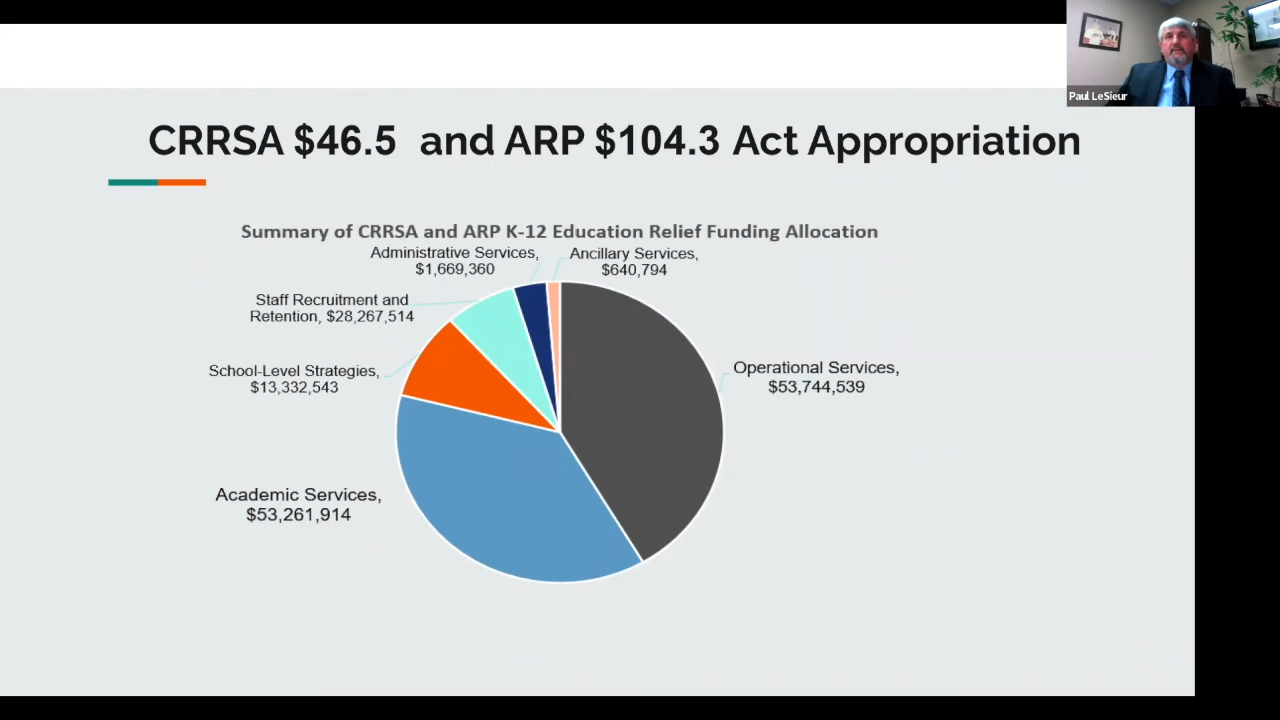 Paul LeSieur
CRRSA $46.5 and ARP $104.3 Act Appropriation
Summary of CRRSA and ARP K-12 Education Relief Funding Allocation
Administrative Services,
$1,669,360
Ancillary Services,
$640,794
Staff Recruitment and
Retention, $28,267,514
School-Level Strategies,
$13,332,543
Operational Services,
$53,744,539
Academic Services,
$53,261,914